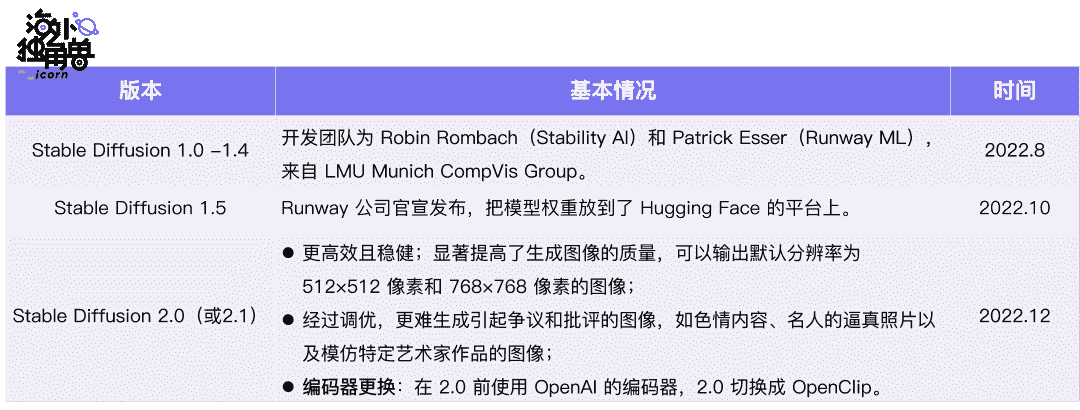 海外
独角兽
icorn
版本 基本情况 时间
Stable Diffusion 1.0 -1.4 开发团队为 Robin Rombach（Stability AI）和 Patrick Esser（Runway ML），
来自 LMU Munich CompVis Group。 2022.8
Stable Diffusion 1.5 Runway 公司官宣发布，把模型权重放到了 Hugging Face 的平台上。 2022.10
● 更高效且稳健；显著提高了生成图像的质量，可以输出默认分辨率为
512×512 像素和 768×768 像素的图像；
Stable Diffusion 2.0（或2.1） ● 经过调优，更难生成引起争议和批评的图像，如色情内容、名人的逼真照片以 2022.12
及模仿特定艺术家作品的图像；
● 编码器更换：在 2.0 前使用 OpenAI 的编码器，2.0 切换成 OpenClip。